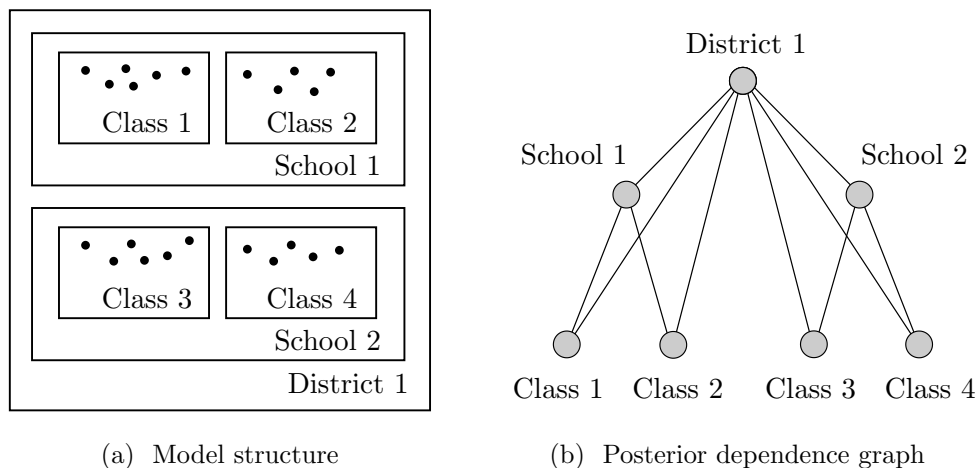 Class 1
Class 2
School 1
Class 3
Class 4
School 2
District 1
(a) Model structure
District 1
School 1
School 2
Class 1
Class 2
Class 3
Class 4
(b) Posterior dependence graph